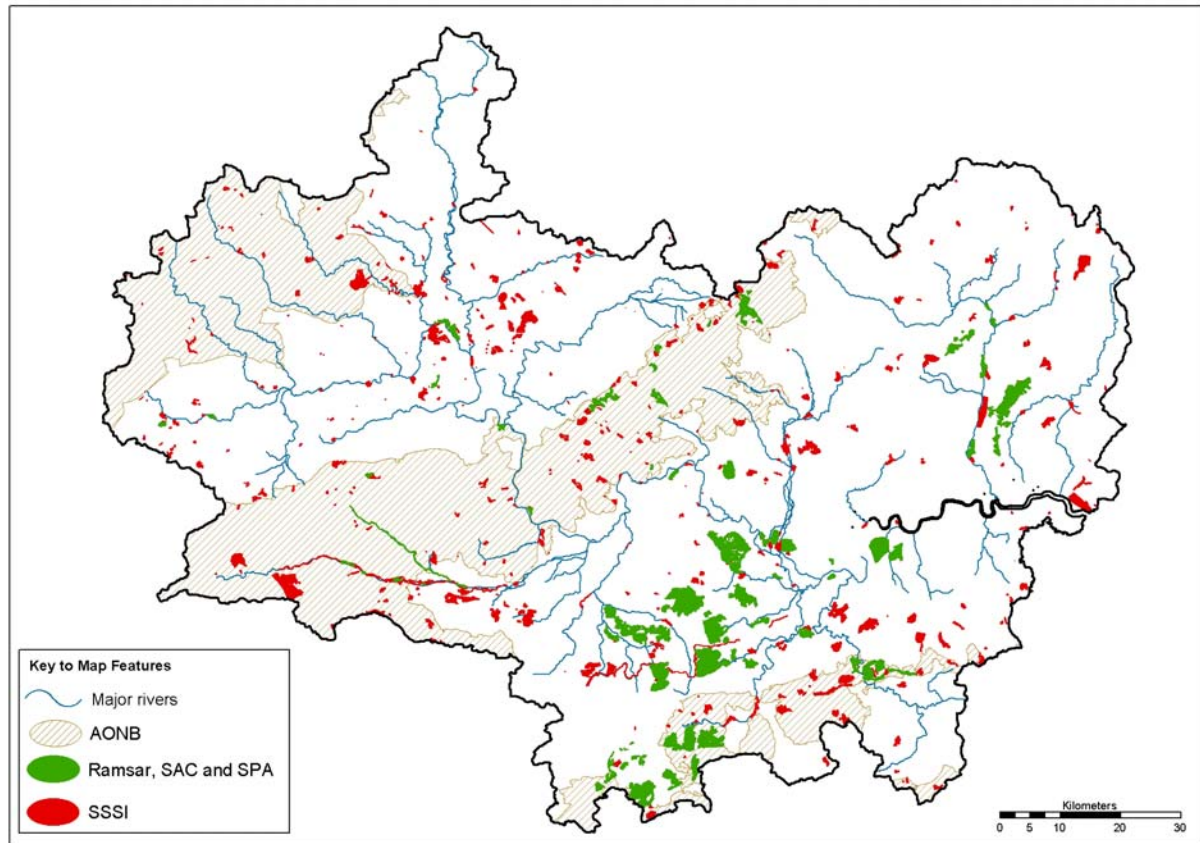 Key to Map Features
Major rivers
AONB
Ramsar, SAC and SPA
SSSI
Kilometers
0 5 10 20 30